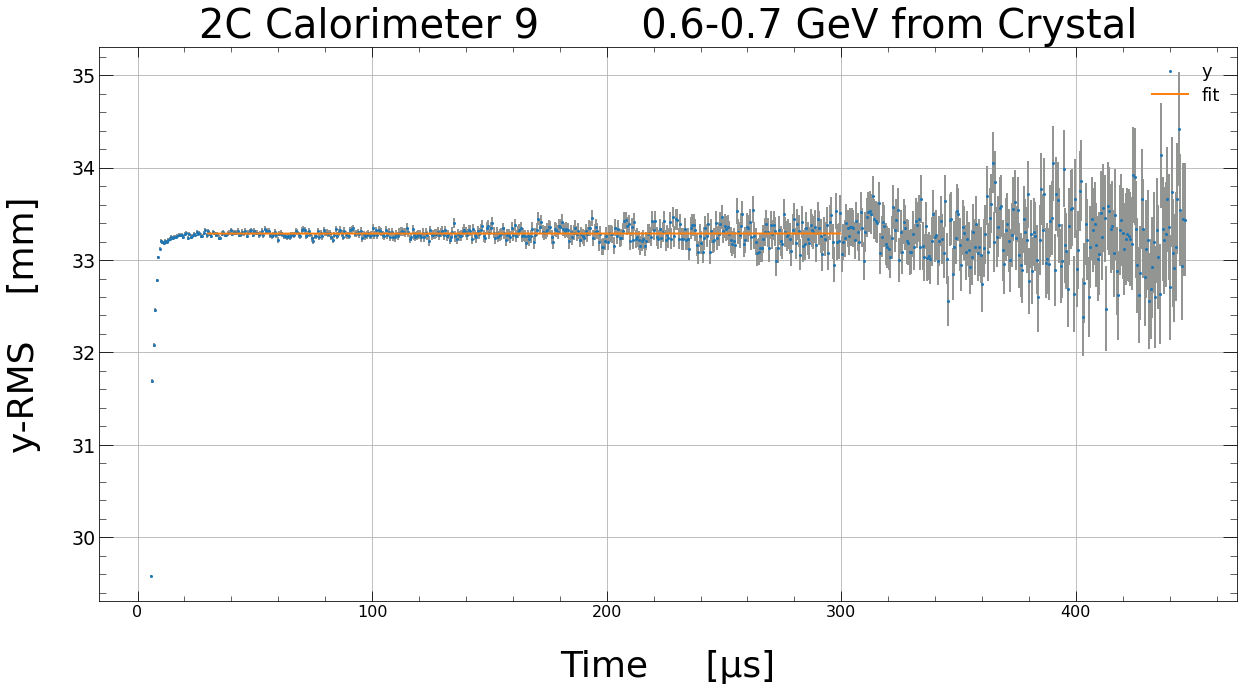 2C Calorimeter 9 0.6-0.7 GeV from Crystal
y
fit
y-RMS [mm]
35
34
33
32
31
30
0 100 200 300 400
Time [μs]